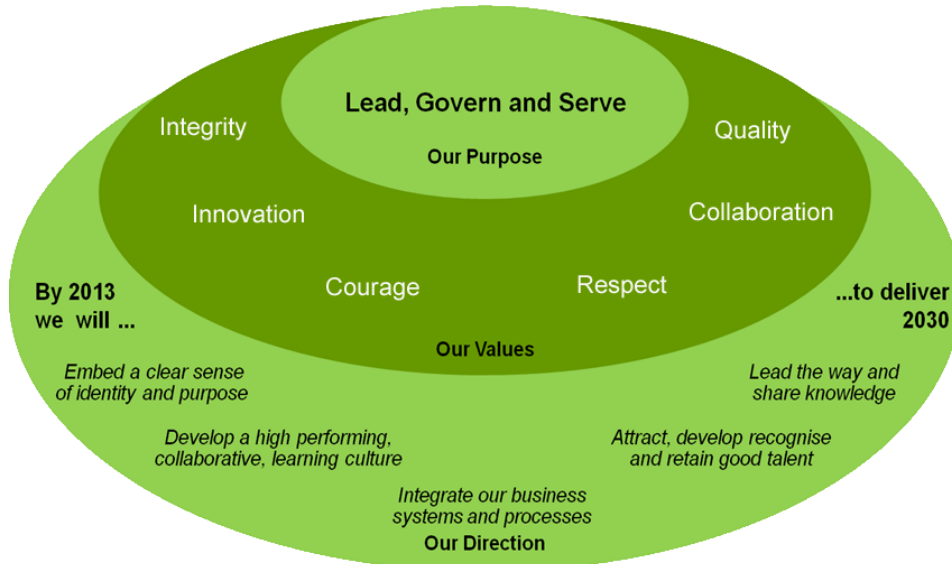 Lead, Govern and Serve
Our Purpose
Integrity
Quality
Innovation
Collaboration
Courage
Respect
Our Values
By 2013
we will ...
...to deliver
2030
Embed a clear sense
of identity and purpose
Lead the way and
share knowledge
Develop a high performing,
collaborative, learning culture
Attract, develop recognise
and retain good talent
Integrate our business
systems and processes
Our Direction